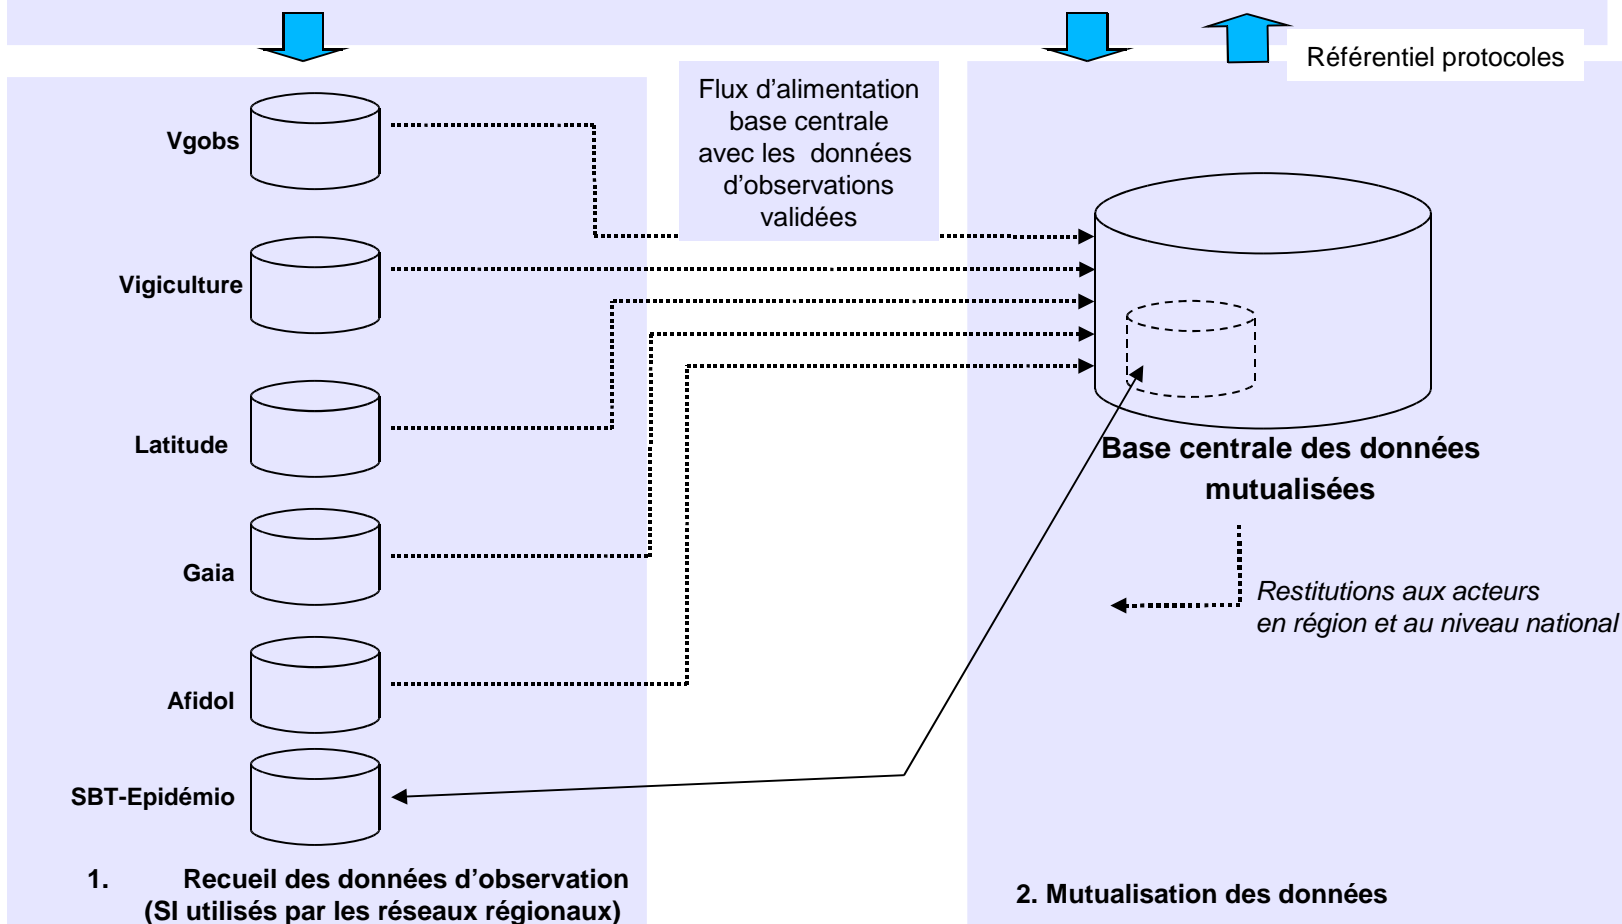 Référentiel protocoles
Flux d’alimentation
base centrale
avec les données
d’observations
validées
Vgobs
Vigiculture
Latitude
Gaia
Afidol
SBT-Epidémio
Base centrale des données
mutualisées
Restitutions aux acteurs
en région et au niveau national
1. Recueil des données d’observation
(SI utilisés par les réseaux régionaux)
2. Mutualisation des données